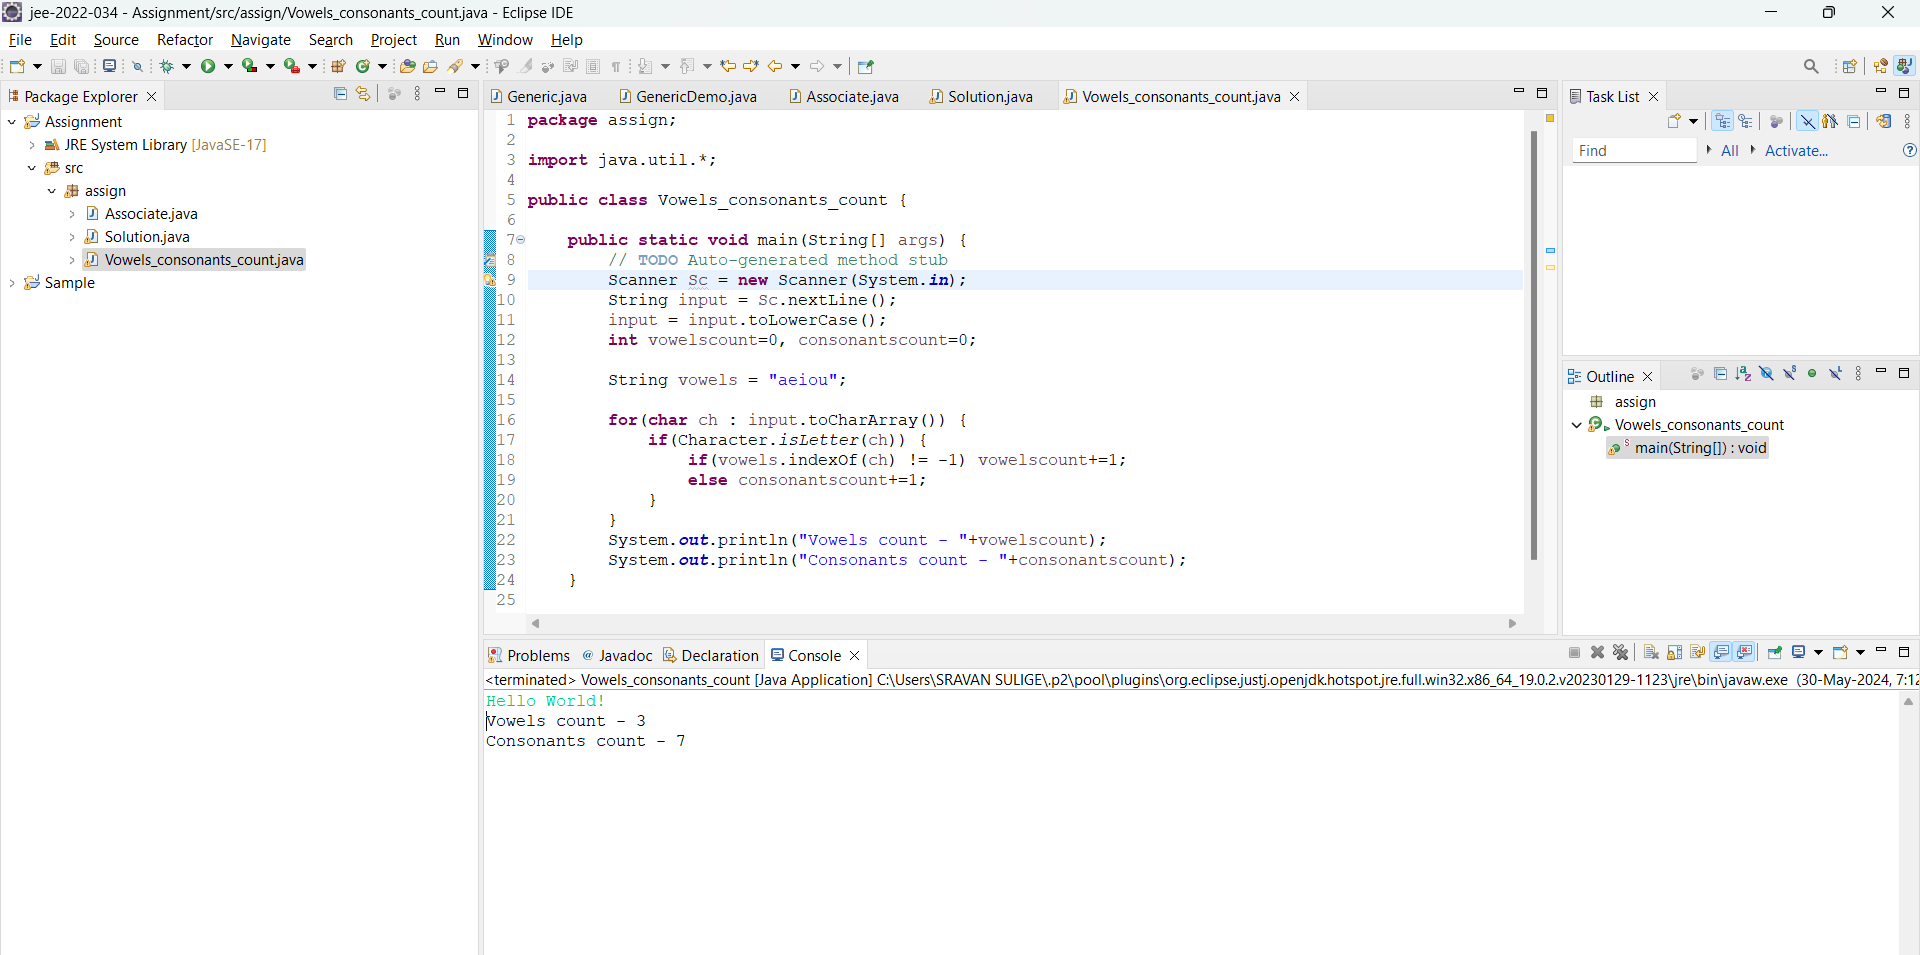 jee-2022-034 - Assignment/src/assign/Vowels_consonants_count.java - Eclipse IDE
File Edit Source Refactor Navigate Search Project Run Window Help
Package Explorer
Assignment
JRE System Library [JavaSE-17]
src
assign
Associate.java
Solution.java
Vowels_consonants_count.java
Sample
Generic.java GenericDemo.java Associate.java Solution.java Vowels_consonants_count.java
1 package assign;
2
3 import java.util.*;
4
5 public class Vowels_consonants_count {
6
7 public static void main(String[] args) {
8 // TODO Auto-generated method stub
9 Scanner Sc = new Scanner(System.in);
10 String input = Sc.nextLine();
11 input = input.toLowerCase();
12 int vowelscount=0, consonantscount=0;
13
14 String vowels = "aeiou";
15
16 for(char ch : input.toCharArray()) {
17 if(Character.isLetter(ch)) {
18 if(vowels.indexOf(ch) != -1) vowelscount+=1;
19 else consonantscount+=1;
20 }
21 }
22 System.out.println("Vowels count - "+vowelscount);
23 System.out.println("Consonants count - "+consonantscount);
24 }
25
Task List
Find All Activate...
Outline
assign
Vowels_consonants_count
main(String[]) : void
Problems Javadoc Declaration Console
<terminated> Vowels_consonants_count [Java Application] C:\Users\SRAVAN SULIGE\.p2\pool\plugins\org.eclipse.justj.openjdk.hotspot.jre.full.win32.x86_64_19.0.2.v20230129-1123\jre\bin\javaw.exe (30-May-2024, 7:12
Hello World!
Vowels count - 3
Consonants count - 7